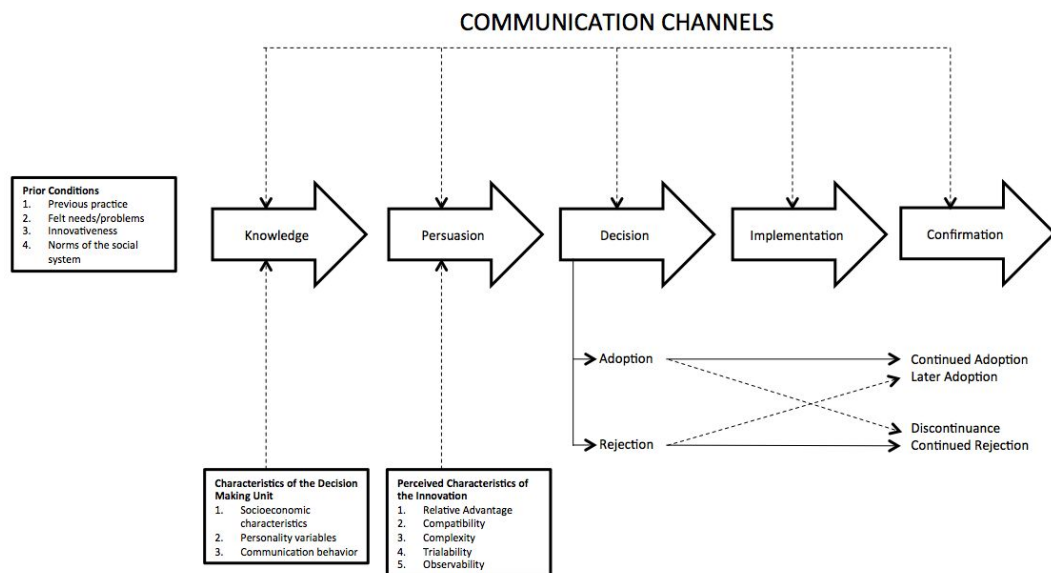 COMMUNICATION CHANNELS
Prior Conditions
1. Previous practice
2. Felt needs/problems
3. Innovativeness
4. Norms of the social
system
Knowledge
Persuasion
Decision
Implementation
Confirmation
Adoption
Rejection
Continued Adoption
Later Adoption
Discontinuance
Continued Rejection
Characteristics of the Decision
Making Unit
1. Socioeconomic
characteristics
2. Personality variables
3. Communication behavior
Perceived Characteristics of
the Innovation
1. Relative Advantage
2. Compatibility
3. Complexity
4. Trialability
5. Observability